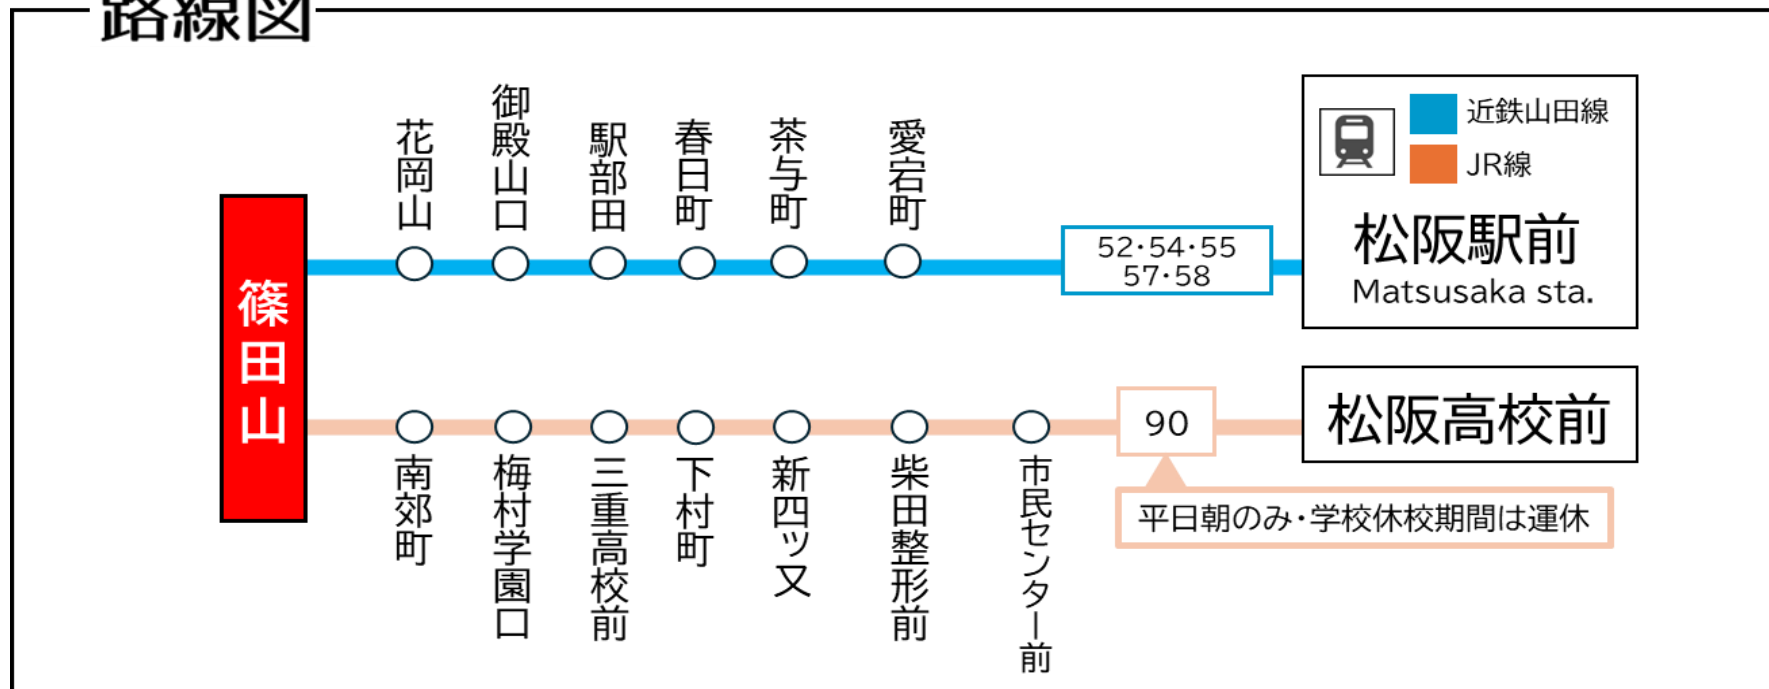 路線図
篠田山
花岡山
御殿山口
駅部田
春日町
茶与町
愛宕町
52・54・55
57・58
近鉄山田線
JR線
松阪駅前
Matsusaka sta.
南郊町
梅村学園口
三重高校前
下村町
新四ッ又
柴田整形前
市民センター前
90
松阪高校前
平日朝のみ・学校休校期間は運休